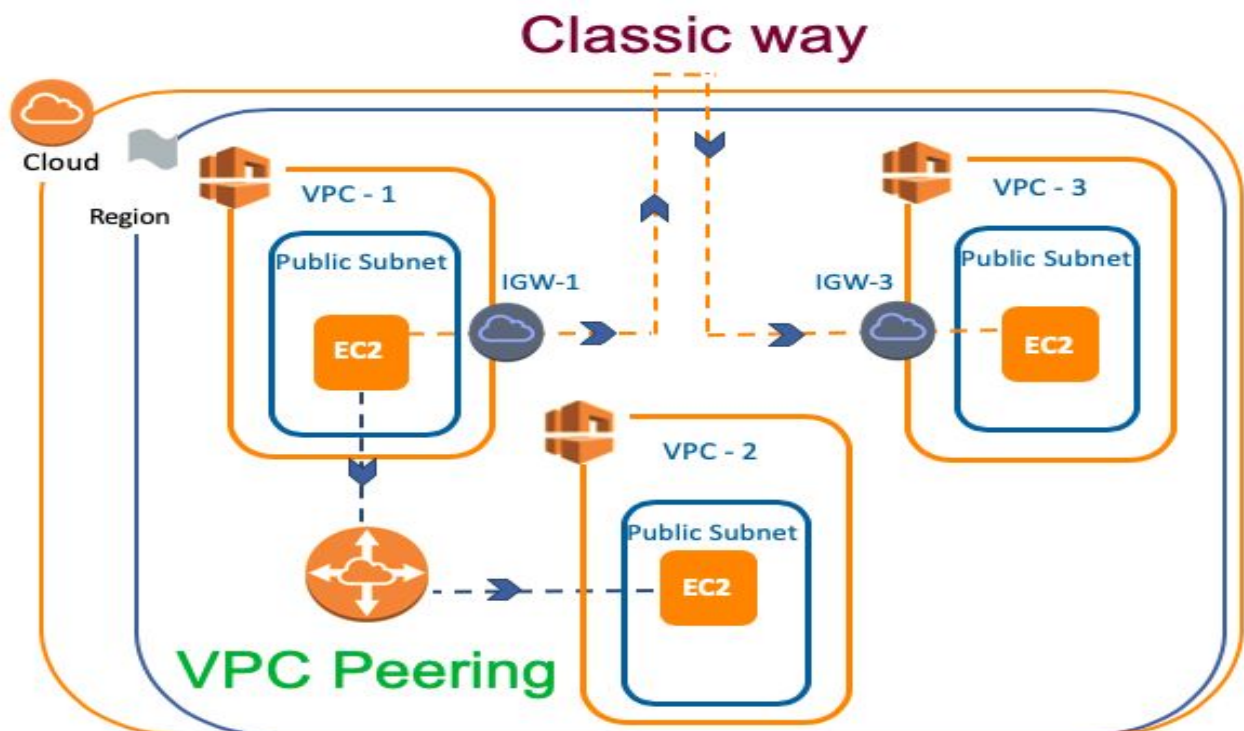 Classic way
Cloud
Region
VPC - 1
VPC - 3
Public Subnet
IGW-1
IGW-3
Public Subnet
EC2
EC2
VPC - 2
Public Subnet
EC2
VPC Peering